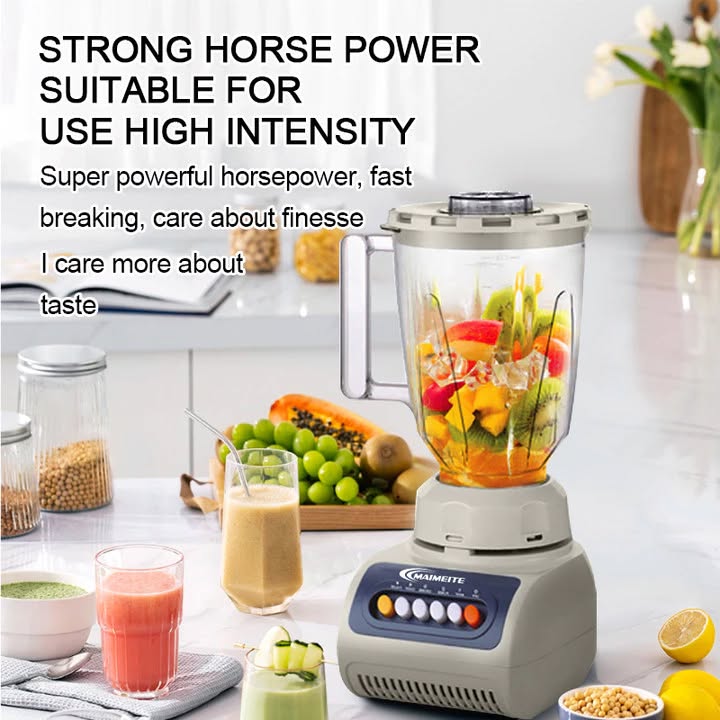 STRONG HORSE POWER
SUITABLE FOR
USE HIGH INTENSITY
Super powerful horsepower, fast
breaking, care about finesse
I care more about
taste
MAIMEITE